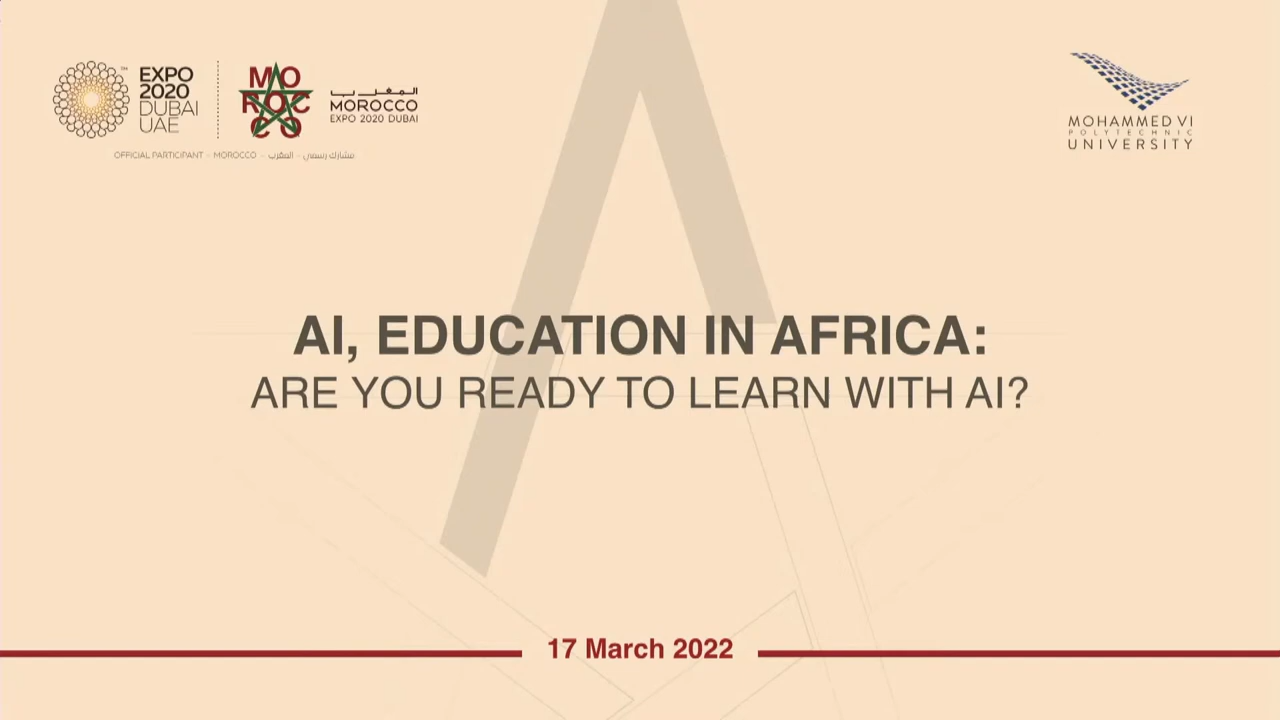 EXPO
2020
DUBAI
UAE
™
MO
ROC
CO
المغرب
MOROCCO
EXPO 2020 DUBAI
OFFICIAL PARTICIPANT - MOROCCO - مشارك رسمي - المغرب
MOHAMMED VI
POLYTECHNIC
UNIVERSITY
AI, EDUCATION IN AFRICA:
ARE YOU READY TO LEARN WITH AI?
17 March 2022